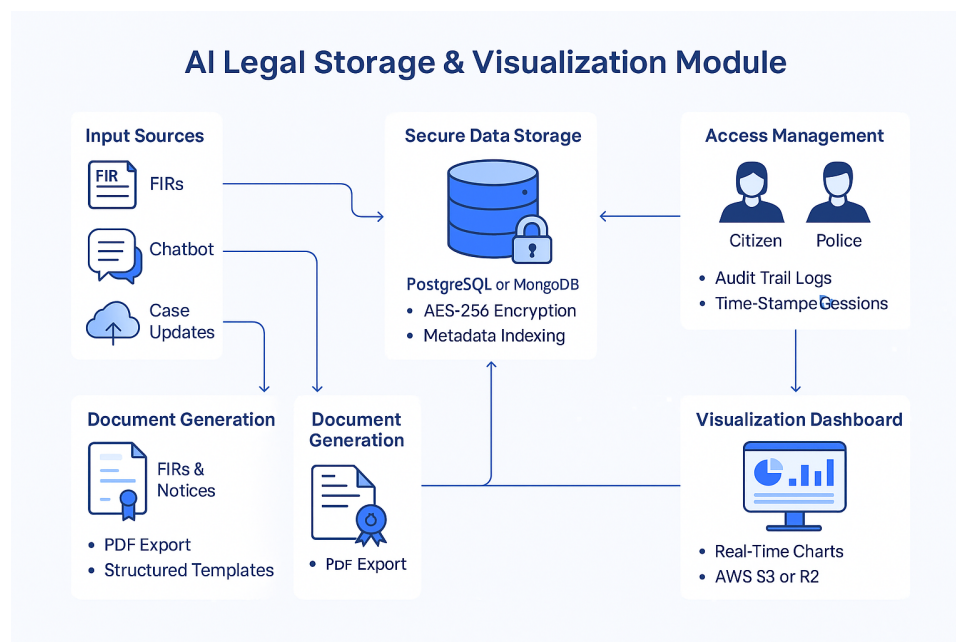 AI Legal Storage & Visualization Module
Input Sources
FIR
FIRs
Chatbot
Case
Updates
Secure Data Storage
PostgreSQL or MongoDB
• AES-256 Encryption
• Metadata Indexing
Access Management
Citizen
Police
• Audit Trail Logs
• Time-Stampe
Document Generation
FIRs &
Notices
• PDF Export
• Structured Templates
Document
Generation
• PDF Export
Visualization Dashboard
• Real-Time Charts
• AWS S3 or R2